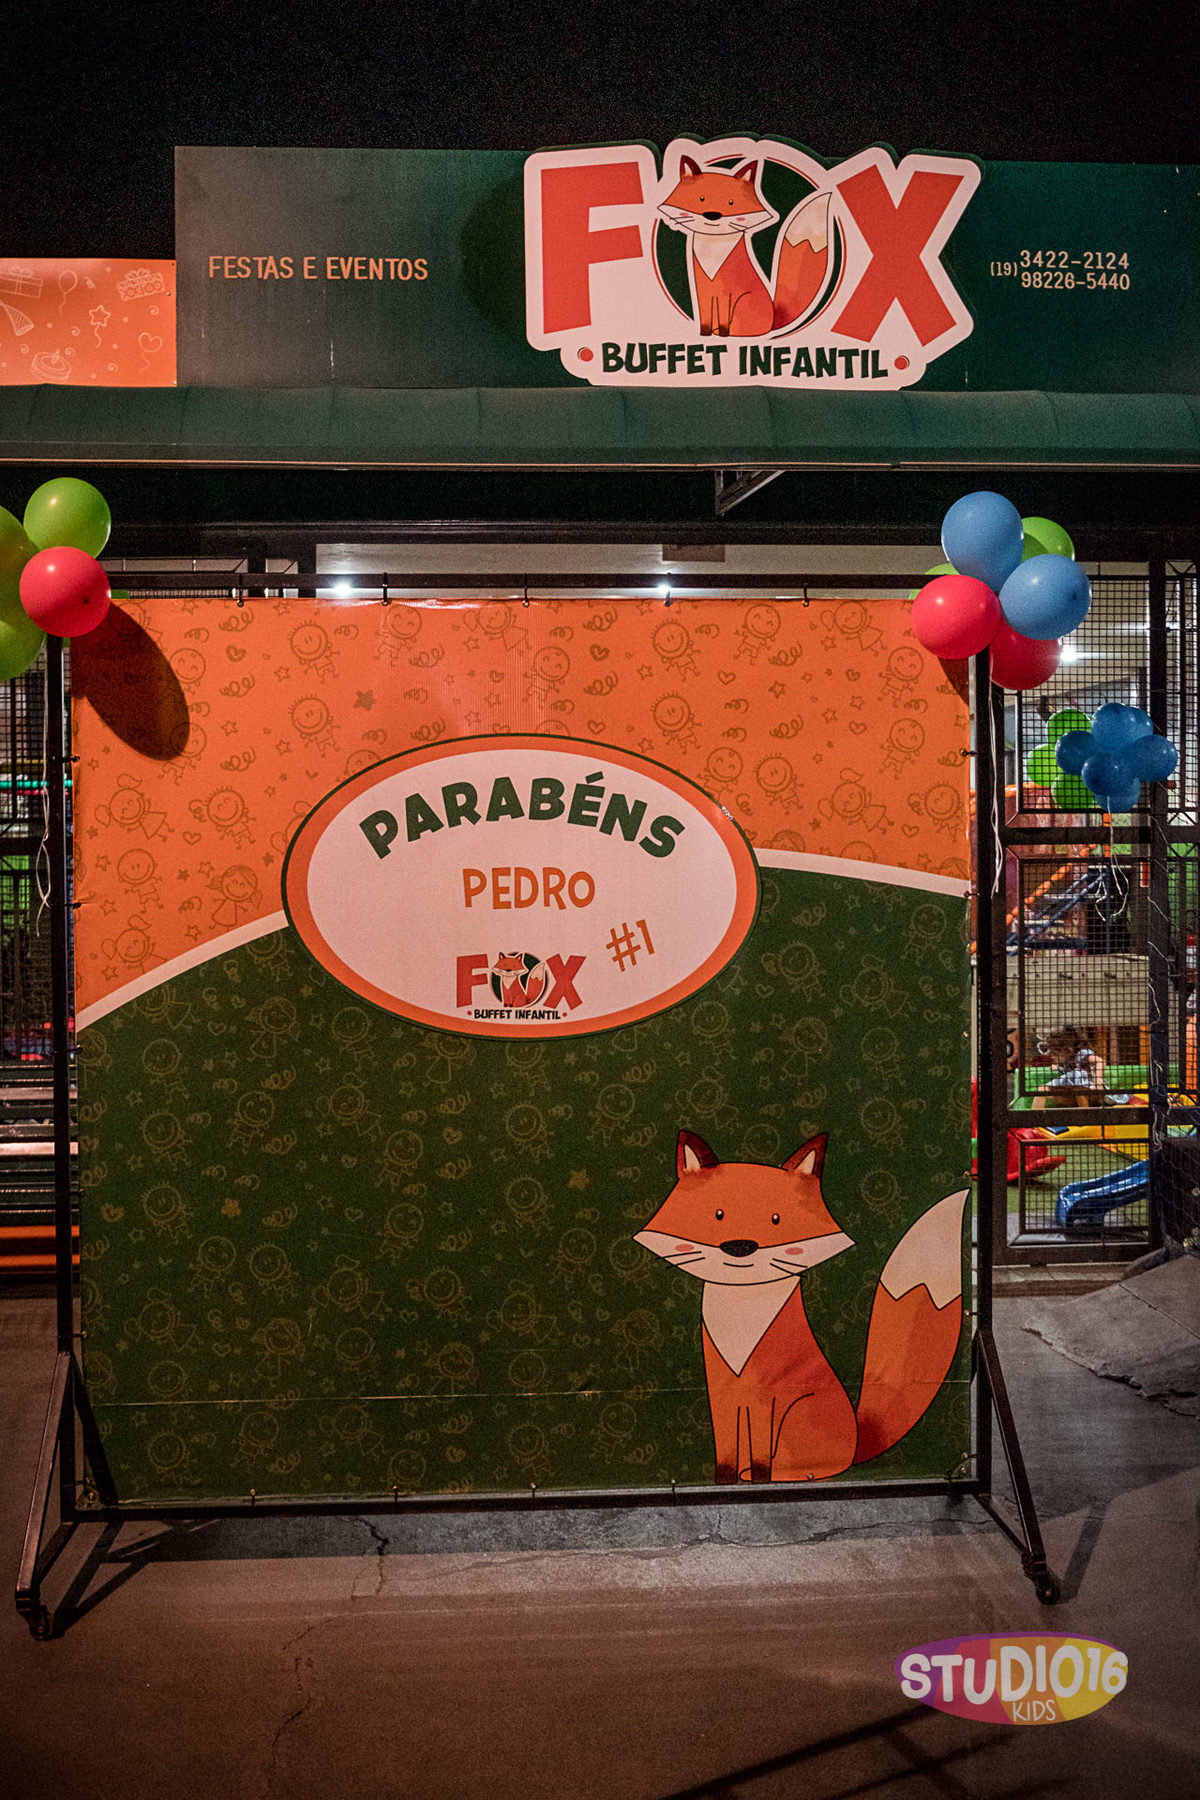 FOX
FESTAS E EVENTOS
(19) 3422-2124
98226-5440
• BUFFET INFANTIL •
PARABÉNS
PEDRO
#1
FOX
• BUFFET INFANTIL •
STUDIO16
KIDS